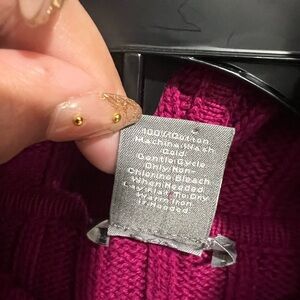 100% Cotton
Machine Wash
Cold
Gentle Cycle
Only Non-
Chlorine Bleach
When Needed
Lay Flat To Dry
Warm Iron
If Needed